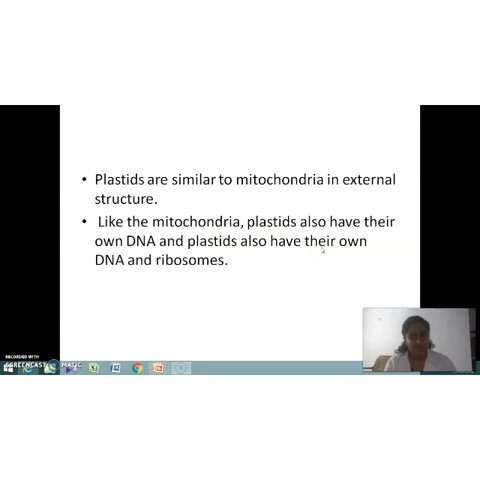 • Plastids are similar to mitochondria in external
structure.
• Like the mitochondria, plastids also have their
own DNA and plastids also have their own
DNA and ribosomes.
RECORDED WITH
SCREENCAST MATIC